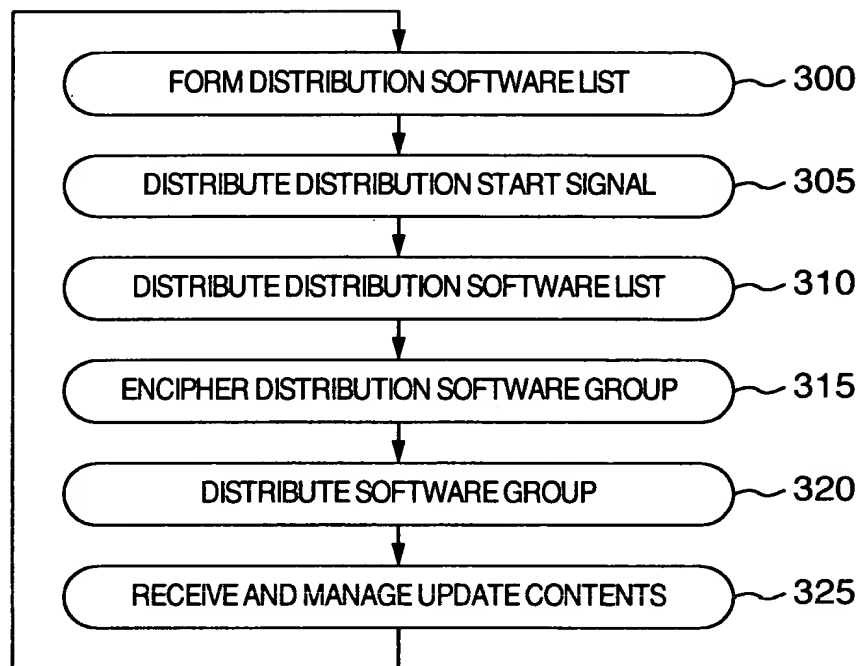 FORM DISTRIBUTION SOFTWARE LIST 300
DISTRIBUTE DISTRIBUTION START SIGNAL 305
DISTRIBUTE DISTRIBUTION SOFTWARE LIST 310
ENCIPHER DISTRIBUTION SOFTWARE GROUP 315
DISTRIBUTE SOFTWARE GROUP 320
RECEIVE AND MANAGE UPDATE CONTENTS 325